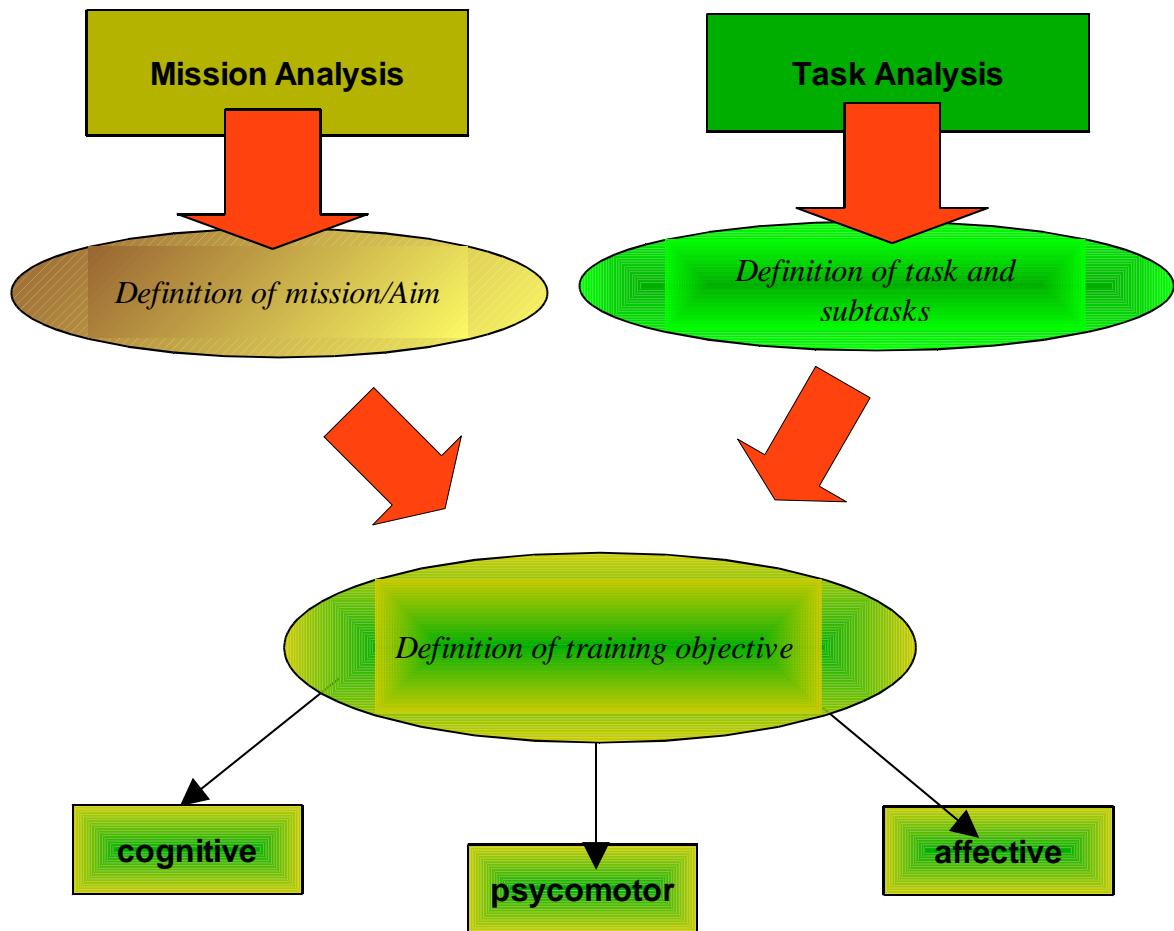 Mission Analysis
Task Analysis
Definition of mission/Aim
Definition of task and
subtasks
Definition of training objective
cognitive
psycomotor
affective